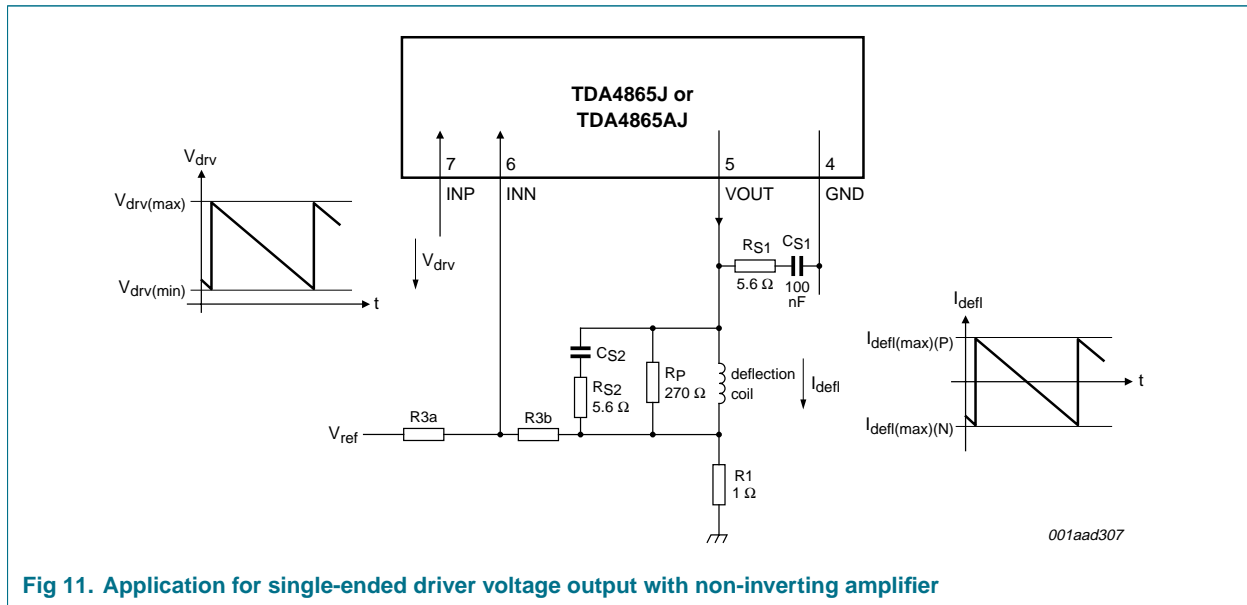 TDA4865J or
TDA4865AJ
7
6
5
4
INP
INN
VOUT
GND
Vdrv
Vdrv(max)
Vdrv(min)
t
Vdrv
RS1
5.6 Ω
CS1
100
nF
CS2
RS2
5.6 Ω
RP
270 Ω
deflection
coil
Idefl
Idefl
Idefl(max)(P)
t
Idefl(max)(N)
Vref
R3a
R3b
R1
1 Ω
001aad307
Fig 11. Application for single-ended driver voltage output with non-inverting amplifier